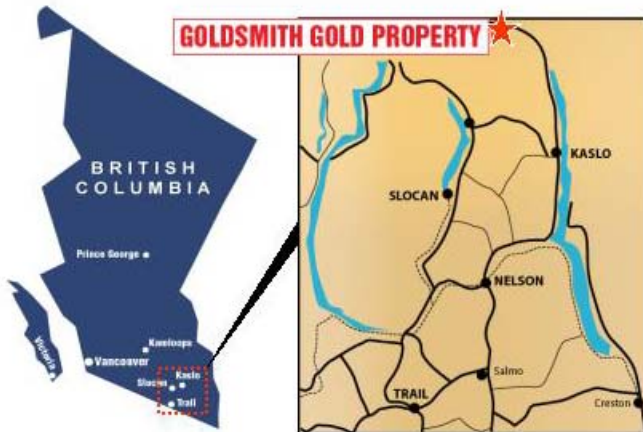 GOLDSMITH GOLD PROPERTY
BRITISH
COLUMBIA
Prince George
Kamloops
Vancouver
Victoria
Slocan
Kaslo
Trail
KASLO
SLOCAN
NELSON
Salmo
TRAIL
Creston